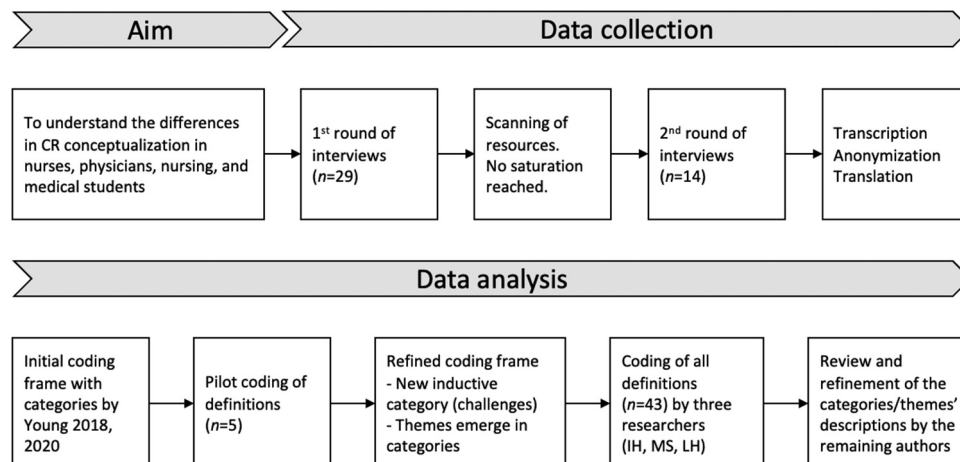 Aim
Data collection
To understand the differences
in CR conceptualization in
nurses, physicians, nursing, and
medical students
1st round of
interviews
(n=29)
Scanning of
resources.
No saturation
reached.
2nd round of
interviews
(n=14)
Transcription
Anonymization
Translation
Data analysis
Initial coding
frame with
categories by
Young 2018,
2020
Pilot coding of
definitions
(n=5)
Refined coding frame
- New inductive
category (challenges)
- Themes emerge in
categories
Coding of all
definitions
(n=43) by three
researchers
(IH, MS, LH)
Review and
refinement of the
categories/themes’
descriptions by the
remaining authors